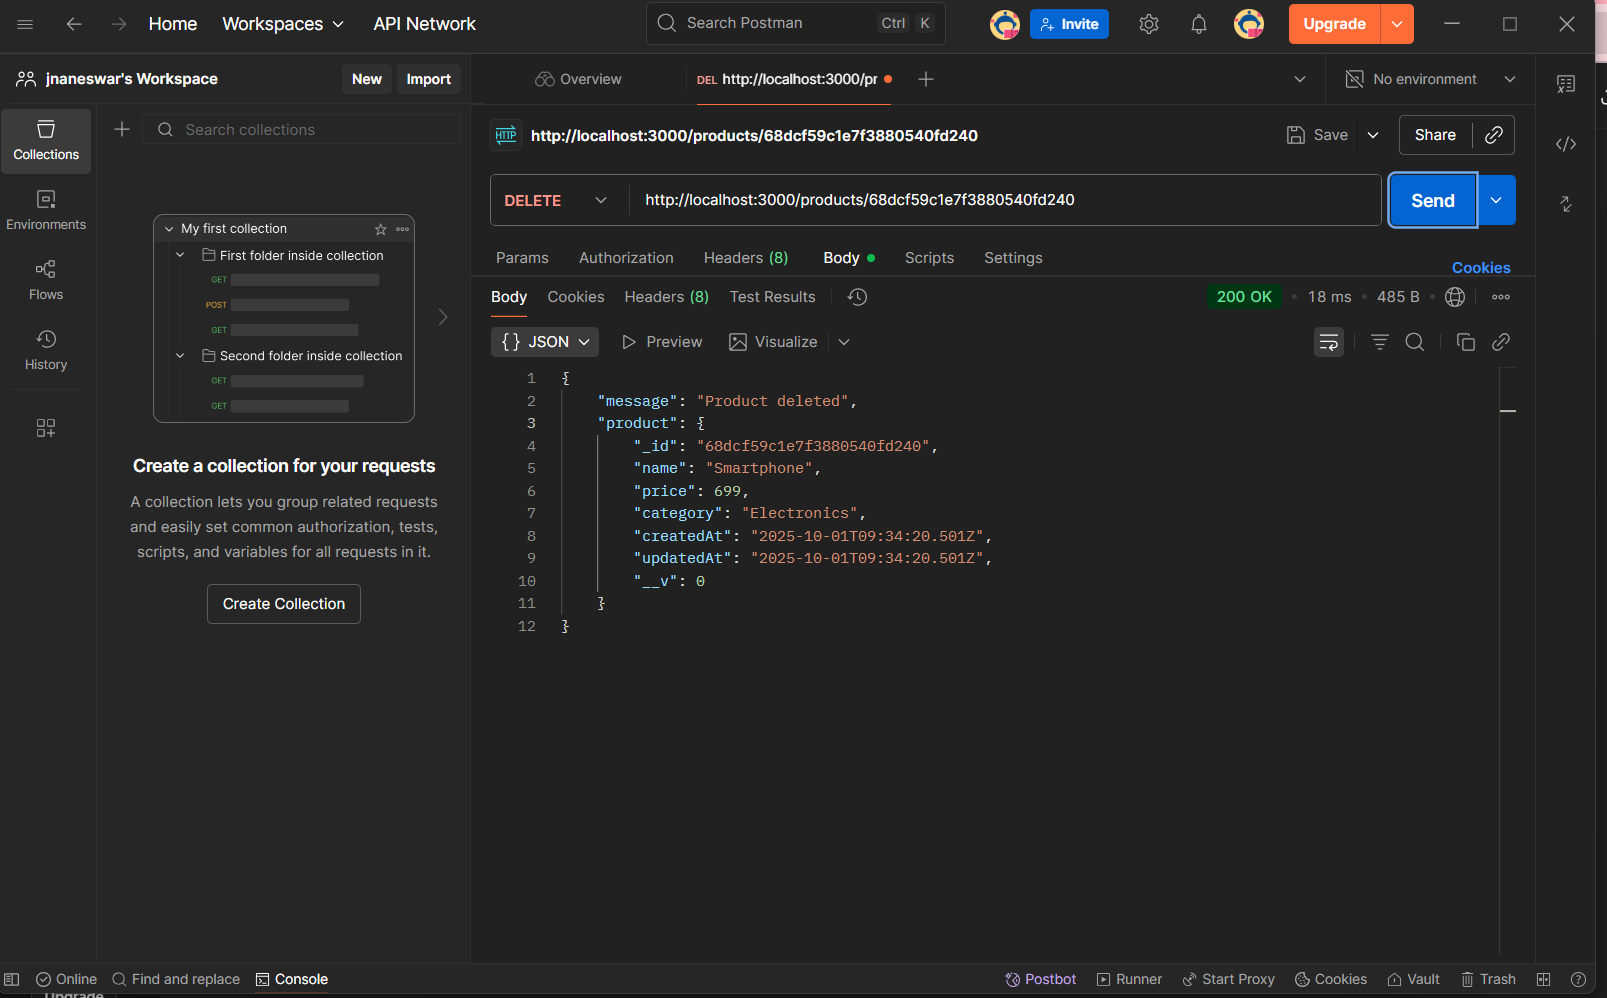 Home Workspaces API Network
Search Postman Ctrl K
Invite
Upgrade
jnaneswar's Workspace New Import
Overview
DEL http://localhost:3000/pr
No environment
Collections
Environments
Flows
History
Search collections
My first collection
First folder inside collection
GET
POST
GET
Second folder inside collection
GET
GET
Create a collection for your requests
A collection lets you group related requests
and easily set common authorization, tests,
scripts, and variables for all requests in it.
Create Collection
HTTP http://localhost:3000/products/68dcf59c1e7f3880540fd240
Save Share
DELETE http://localhost:3000/products/68dcf59c1e7f3880540fd240
Send
Params Authorization Headers (8) Body Scripts Settings
Cookies
Body Cookies Headers (8) Test Results
200 OK 18 ms 485 B
{} JSON Preview Visualize
1 {
2 "message": "Product deleted",
3 "product": {
4 "_id": "68dcf59c1e7f3880540fd240",
5 "name": "Smartphone",
6 "price": 699,
7 "category": "Electronics",
8 "createdAt": "2025-10-01T09:34:20.501Z",
9 "updatedAt": "2025-10-01T09:34:20.501Z",
10 "__v": 0
11 }
12 }
Online Find and replace Console
Postbot Runner Start Proxy Cookies Vault Trash
Upgrade